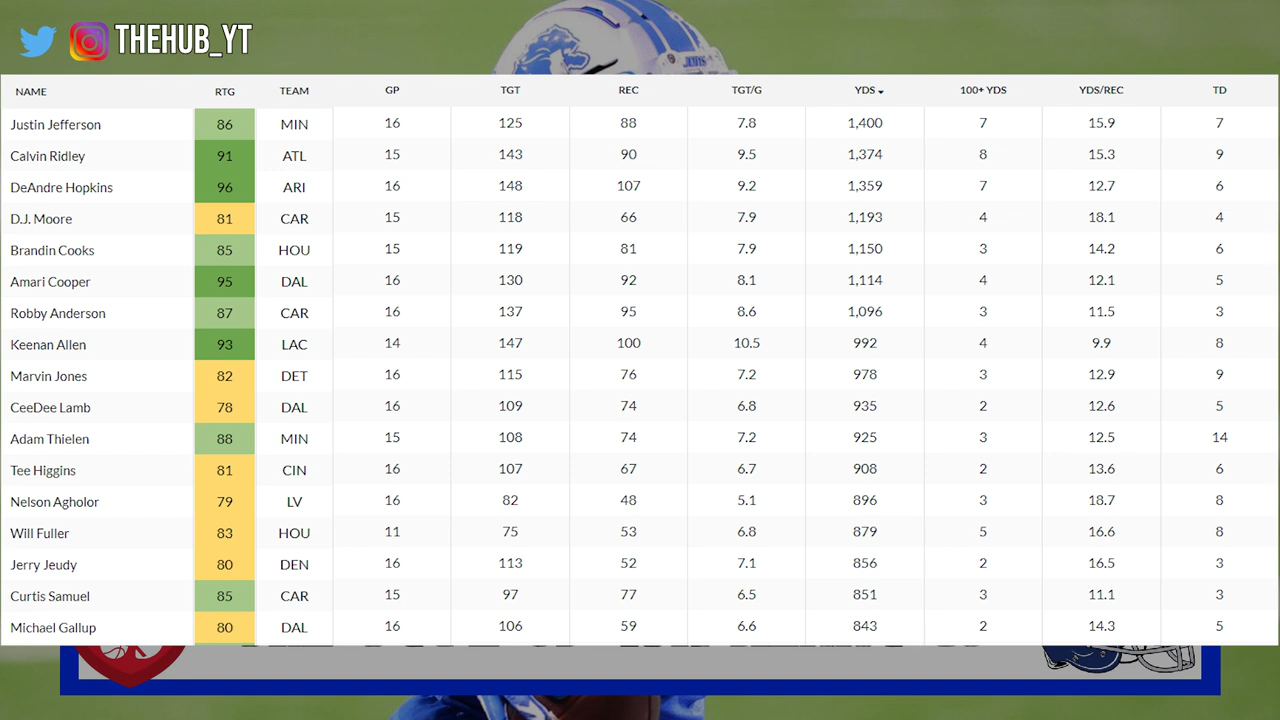 THEHUB_YT
NAME RTG TEAM GP TGT REC TGT/G YDS 100+ YDS YDS/REC TD
Justin Jefferson 86 MIN 16 125 88 7.8 1,400 7 15.9 7
Calvin Ridley 91 ATL 15 143 90 9.5 1,374 8 15.3 9
DeAndre Hopkins 96 ARI 16 148 107 9.2 1,359 7 12.7 6
D.J. Moore 81 CAR 15 118 66 7.9 1,193 4 18.1 4
Brandin Cooks 85 HOU 15 119 81 7.9 1,150 3 14.2 6
Amari Cooper 95 DAL 16 130 92 8.1 1,114 4 12.1 5
Robby Anderson 87 CAR 16 137 95 8.6 1,096 3 11.5 3
Keenan Allen 93 LAC 14 147 100 10.5 992 4 9.9 8
Marvin Jones 82 DET 16 115 76 7.2 978 3 12.9 9
CeeDee Lamb 78 DAL 16 109 74 6.8 935 2 12.6 5
Adam Thielen 88 MIN 15 108 74 7.2 925 3 12.5 14
Tee Higgins 81 CIN 16 107 67 6.7 908 2 13.6 6
Nelson Agholor 79 LV 16 82 48 5.1 896 3 18.7 8
Will Fuller 83 HOU 11 75 53 6.8 879 5 16.6 8
Jerry Jeudy 80 DEN 16 113 52 7.1 856 2 16.5 3
Curtis Samuel 85 CAR 15 97 77 6.5 851 3 11.1 3
Michael Gallup 80 DAL 16 106 59 6.6 843 2 14.3 5